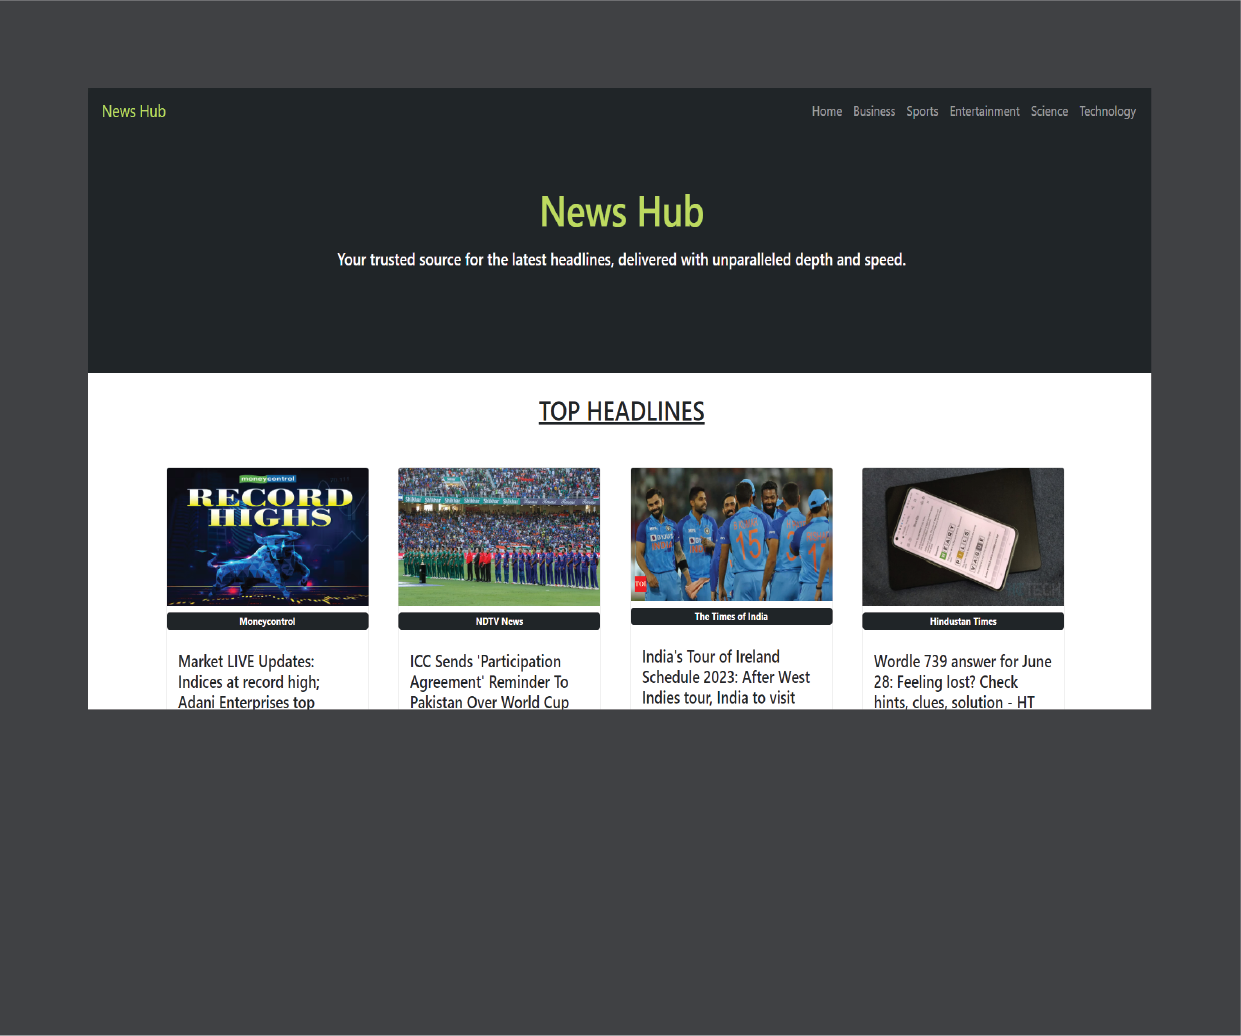 News Hub
Home Business Sports Entertainment Science Technology
News Hub
Your trusted source for the latest headlines, delivered with unparalleled depth and speed.
TOP HEADLINES
moneycontrol
RECORD
HIGHS
15
TOI
TECH
Moneycontrol
NDTV News
The Times of India
Hindustan Times
Market LIVE Updates:
Indices at record high;
Adani Enterprises top
ICC Sends 'Participation
Agreement' Reminder To
Pakistan Over World Cup
India's Tour of Ireland
Schedule 2023: After West
Indies tour, India to visit
Wordle 739 answer for June
28: Feeling lost? Check
hints, clues, solution - HT